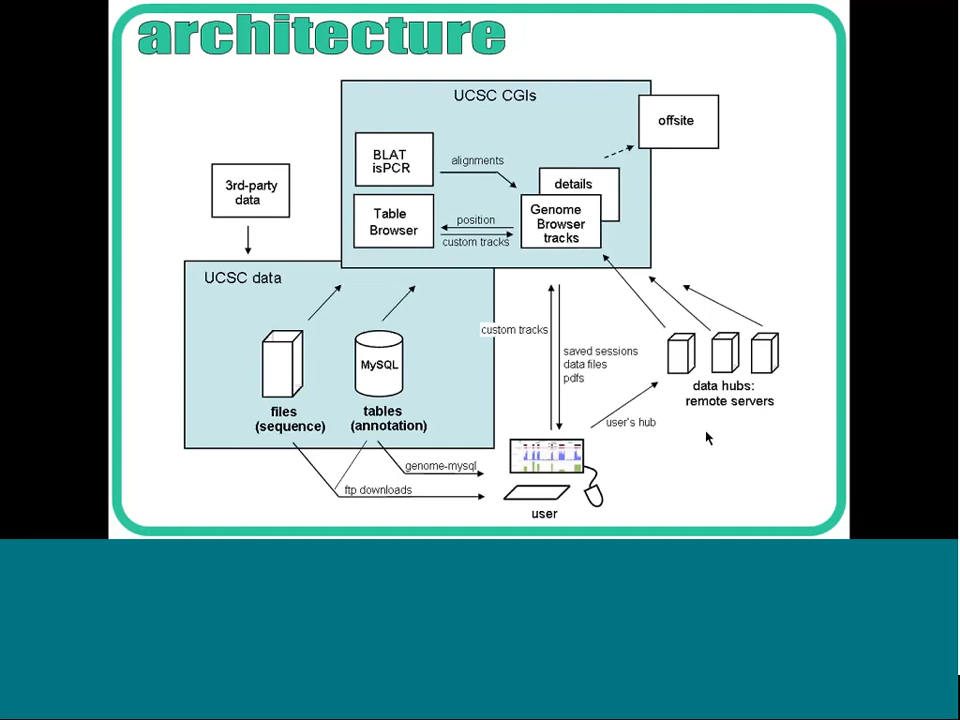 architecture
UCSC CGIs
offsite
BLAT
isPCR
alignments
3rd-party
data
details
Table
Browser
position
custom tracks
Genome
Browser
tracks
UCSC data
custom tracks
MySQL
saved sessions
data files
pdfs
data hubs:
remote servers
files
(sequence)
tables
(annotation)
user's hub
genome-mysql
ftp downloads
user